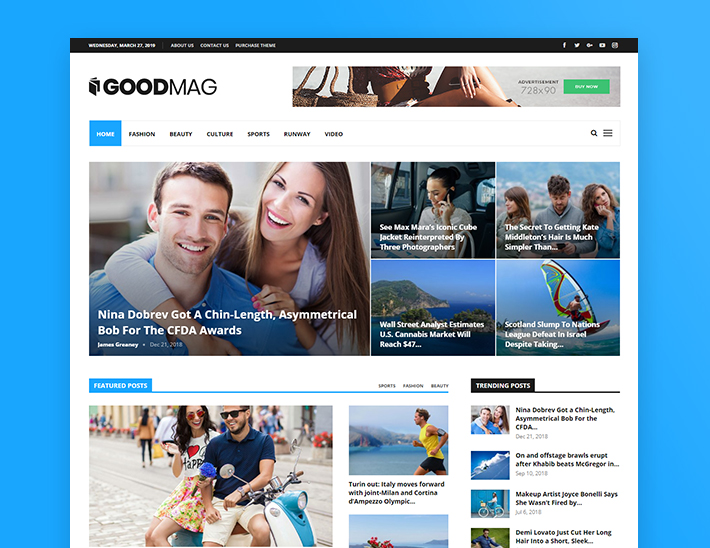 WEDNESDAY, MARCH 27, 2019 ABOUT US CONTACT US PURCHASE THEME
GOODMAG
ADVERTISEMENT
728x90
BUY NOW
HOME FASHION BEAUTY CULTURE SPORTS RUNWAY VIDEO
Nina Dobrev Got A Chin-Length, Asymmetrical
Bob For The CFDA Awards
James Greaney • Dec 21, 2018
See Max Mara's Iconic Cube
Jacket Reinterpreted By
Three Photographers
The Secret To Getting Kate
Middleton's Hair Is Much
Simpler Than...
Wall Street Analyst Estimates
U.S. Cannabis Market Will
Reach $47...
Scotland Slump To Nations
League Defeat In Israel
Despite Taking...
FEATURED POSTS
SPORTS FASHION BEAUTY
HAPPY
Turin out: Italy moves forward
with joint-Milan and Cortina
d'Ampezzo Olympic...
TRENDING POSTS
Nina Dobrev Got a Chin-Length,
Asymmetrical Bob For the
CFDA...
Dec 21, 2018
On and offstage brawls erupt
after Khabib beats McGregor in...
Sep 10, 2018
Makeup Artist Joyce Bonelli Says
She Wasn't Fired by...
Jul 6, 2018
Demi Lovato Just Cut Her Long
Hair Into a Short, Sleek...